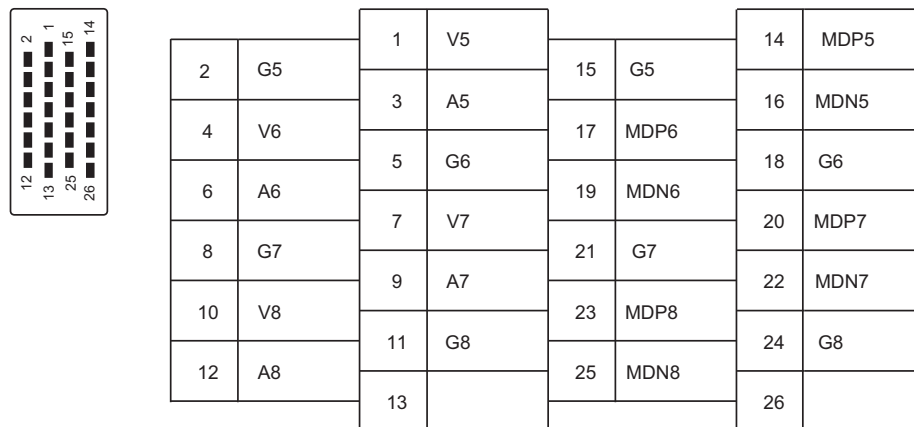 2 1 15 14
12 13 25 26
1 V5
14 MDP5
2 G5
15 G5
3 A5
16 MDN5
4 V6
17 MDP6
5 G6
18 G6
6 A6
19 MDN6
7 V7
20 MDP7
8 G7
21 G7
9 A7
22 MDN7
10 V8
23 MDP8
11 G8
24 G8
12 A8
25 MDN8
13
26